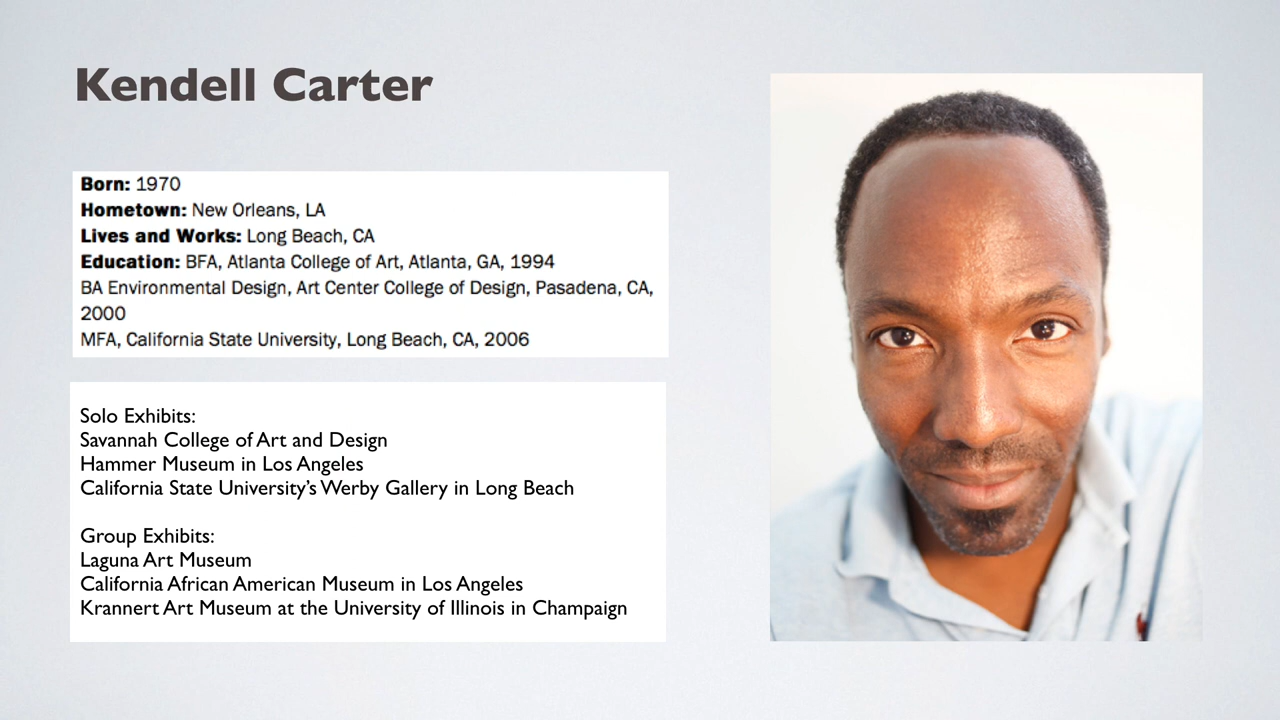 Kendell Carter
Born: 1970
Hometown: New Orleans, LA
Lives and Works: Long Beach, CA
Education: BFA, Atlanta College of Art, Atlanta, GA, 1994
BA Environmental Design, Art Center College of Design, Pasadena, CA,
2000
MFA, California State University, Long Beach, CA, 2006
Solo Exhibits:
Savannah College of Art and Design
Hammer Museum in Los Angeles
California State University’s Werby Gallery in Long Beach
Group Exhibits:
Laguna Art Museum
California African American Museum in Los Angeles
Krannert Art Museum at the University of Illinois in Champaign